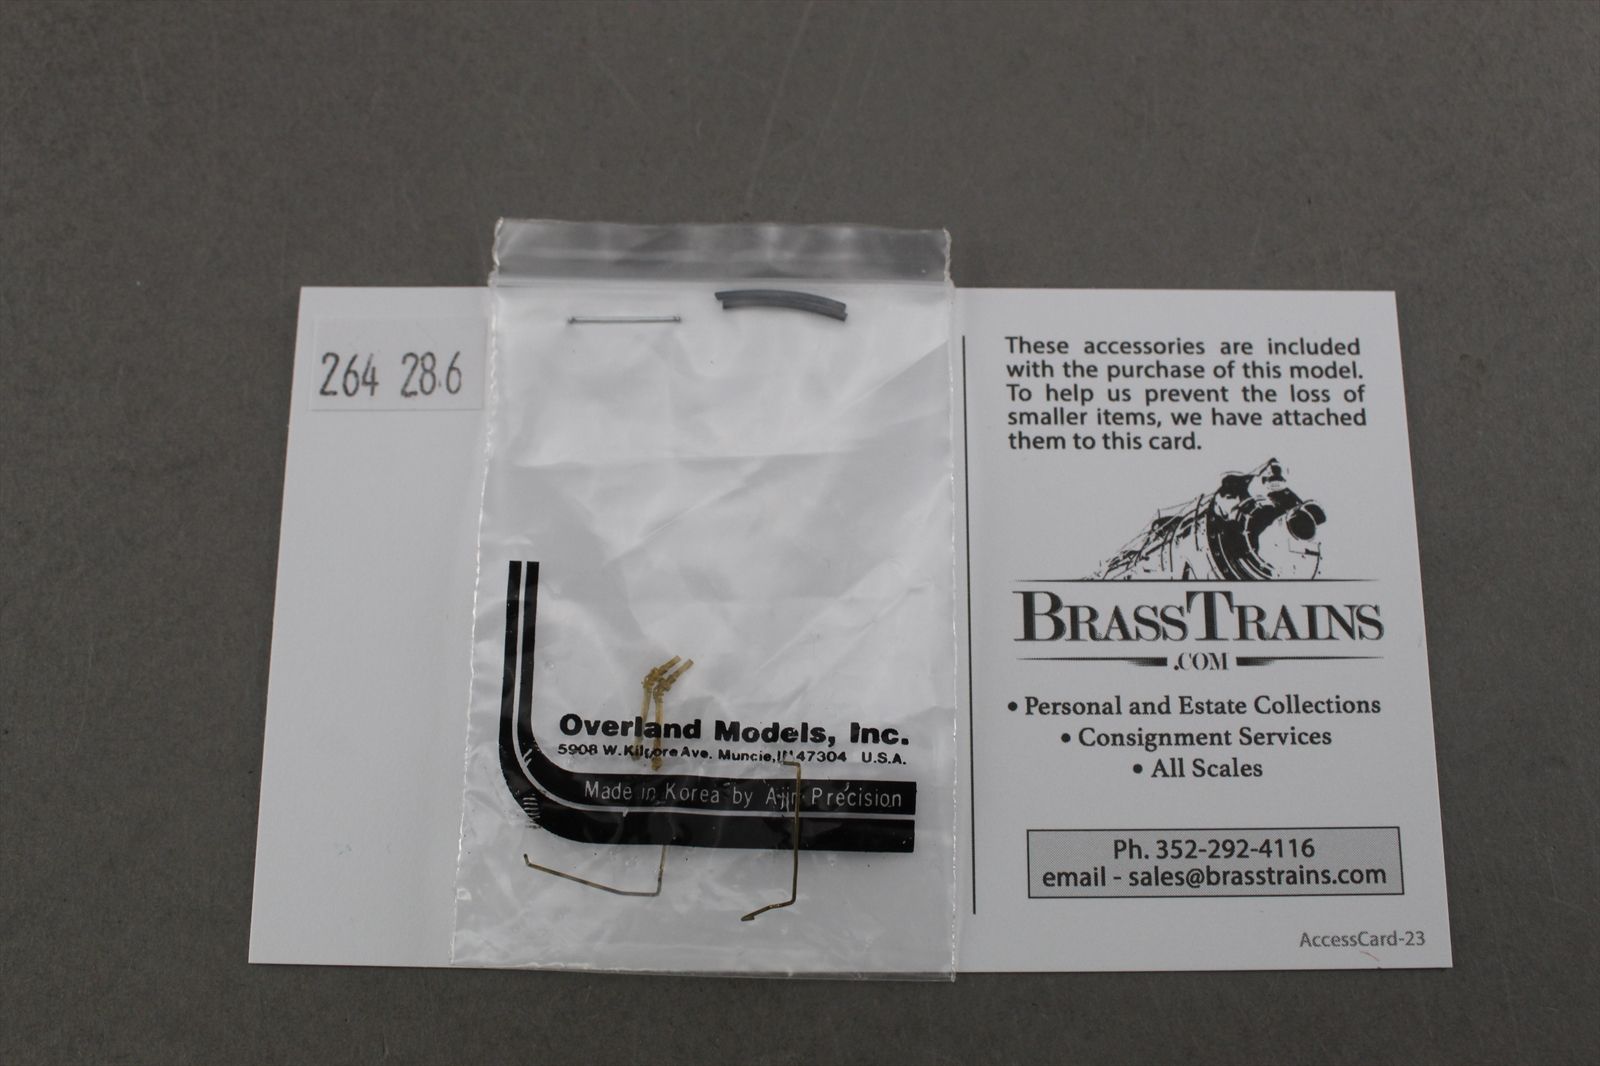 264 28.6
Overland Models, Inc.
5908 W. Kilgore Ave. Muncie, IN 47304 U.S.A.
Made in Korea by Ajin Precision
These accessories are included
with the purchase of this model.
To help us prevent the loss of
smaller items, we have attached
them to this card.
BRASSTRAINS
.COM
• Personal and Estate Collections
• Consignment Services
• All Scales
Ph. 352-292-4116
email - sales@brasstrains.com
AccessCard-23